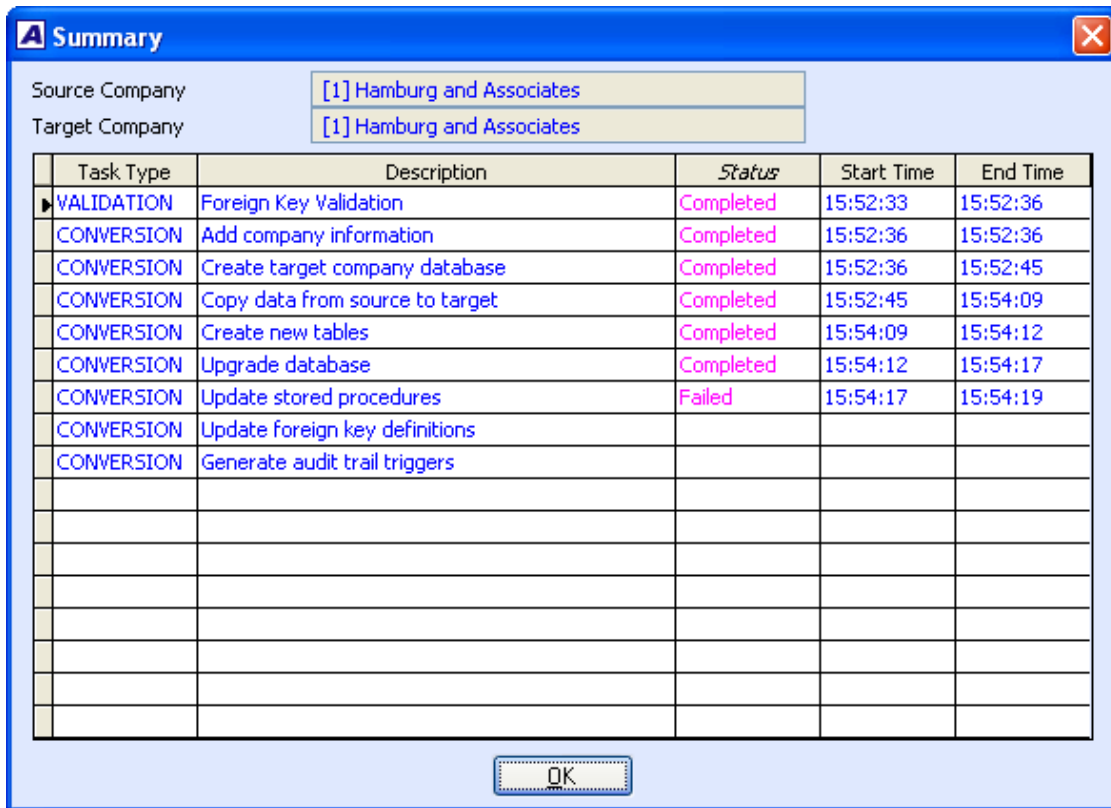 A Summary
Source Company [1] Hamburg and Associates
Target Company [1] Hamburg and Associates
Task Type Description Status Start Time End Time
VALIDATION Foreign Key Validation Completed 15:52:33 15:52:36
CONVERSION Add company information Completed 15:52:36 15:52:36
CONVERSION Create target company database Completed 15:52:36 15:52:45
CONVERSION Copy data from source to target Completed 15:52:45 15:54:09
CONVERSION Create new tables Completed 15:54:09 15:54:12
CONVERSION Upgrade database Completed 15:54:12 15:54:17
CONVERSION Update stored procedures Failed 15:54:17 15:54:19
CONVERSION Update foreign key definitions
CONVERSION Generate audit trail triggers
OK